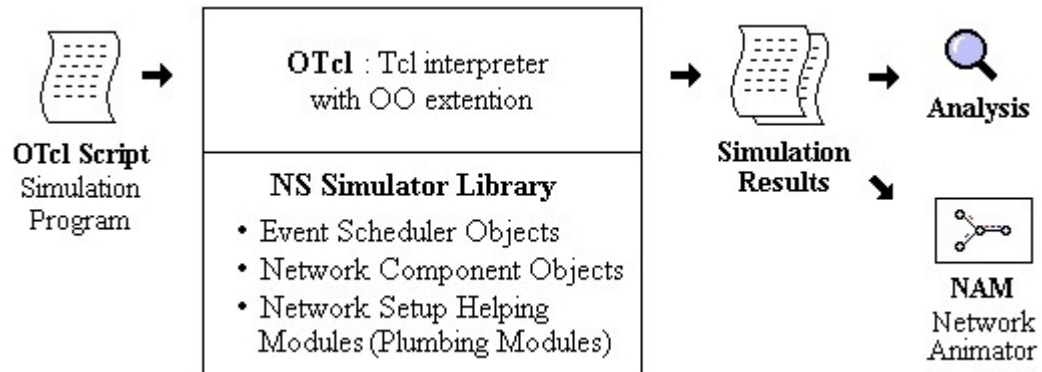 OTcl Script
Simulation
Program
OTcl : Tcl interpreter
with OO extention
NS Simulator Library
• Event Scheduler Objects
• Network Component Objects
• Network Setup Helping
Modules (Plumbing Modules)
Simulation
Results
Analysis
NAM
Network
Animator